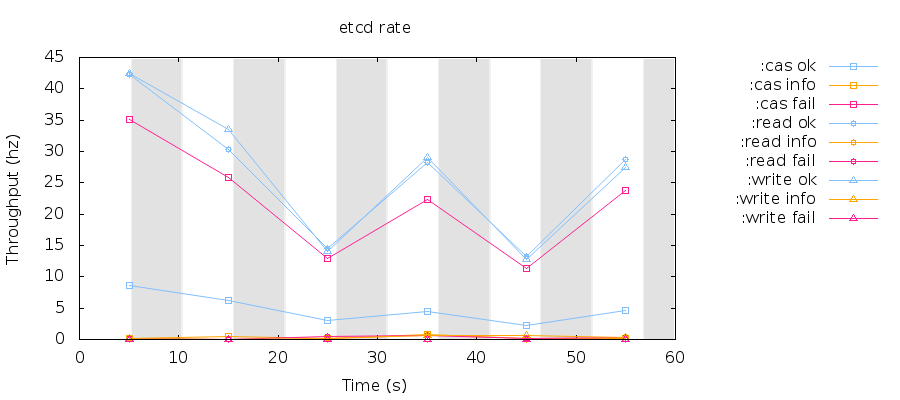 etcd rate
Throughput (hz)
45
40
35
30
25
20
15
10
5
0
0 10 20 30 40 50 60
Time (s)
:cas ok
:cas info
:cas fail
:read ok
:read info
:read fail
:write ok
:write info
:write fail